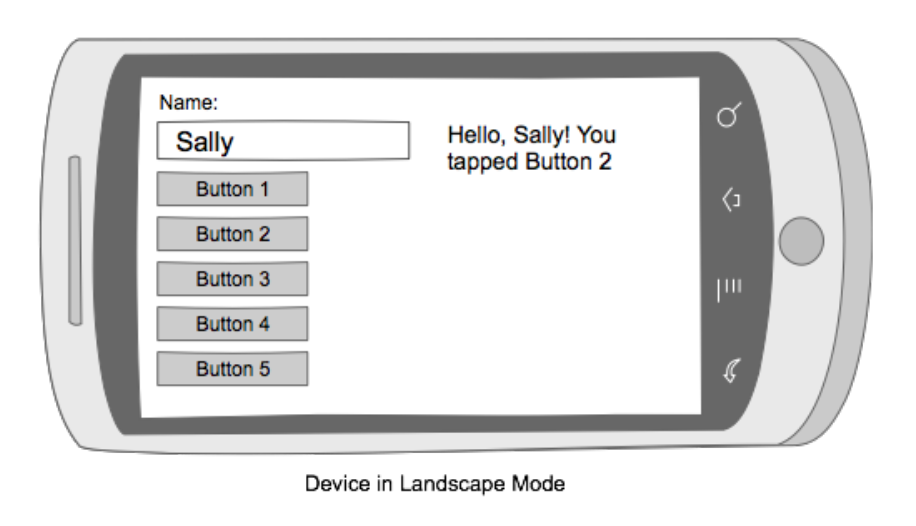 Name:
Sally
Hello, Sally! You
tapped Button 2
Button 1
Button 2
Button 3
Button 4
Button 5
Device in Landscape Mode